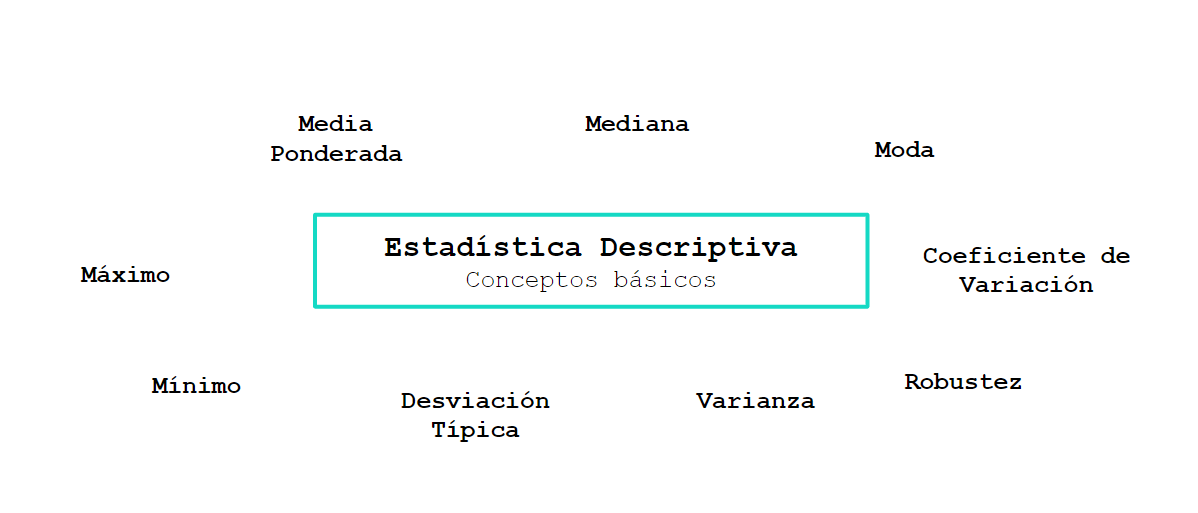 Media
Ponderada
Mediana
Moda
Estadística Descriptiva
Conceptos básicos
Coeficiente de
Variación
Máximo
Mínimo
Desviación
Típica
Varianza
Robustez